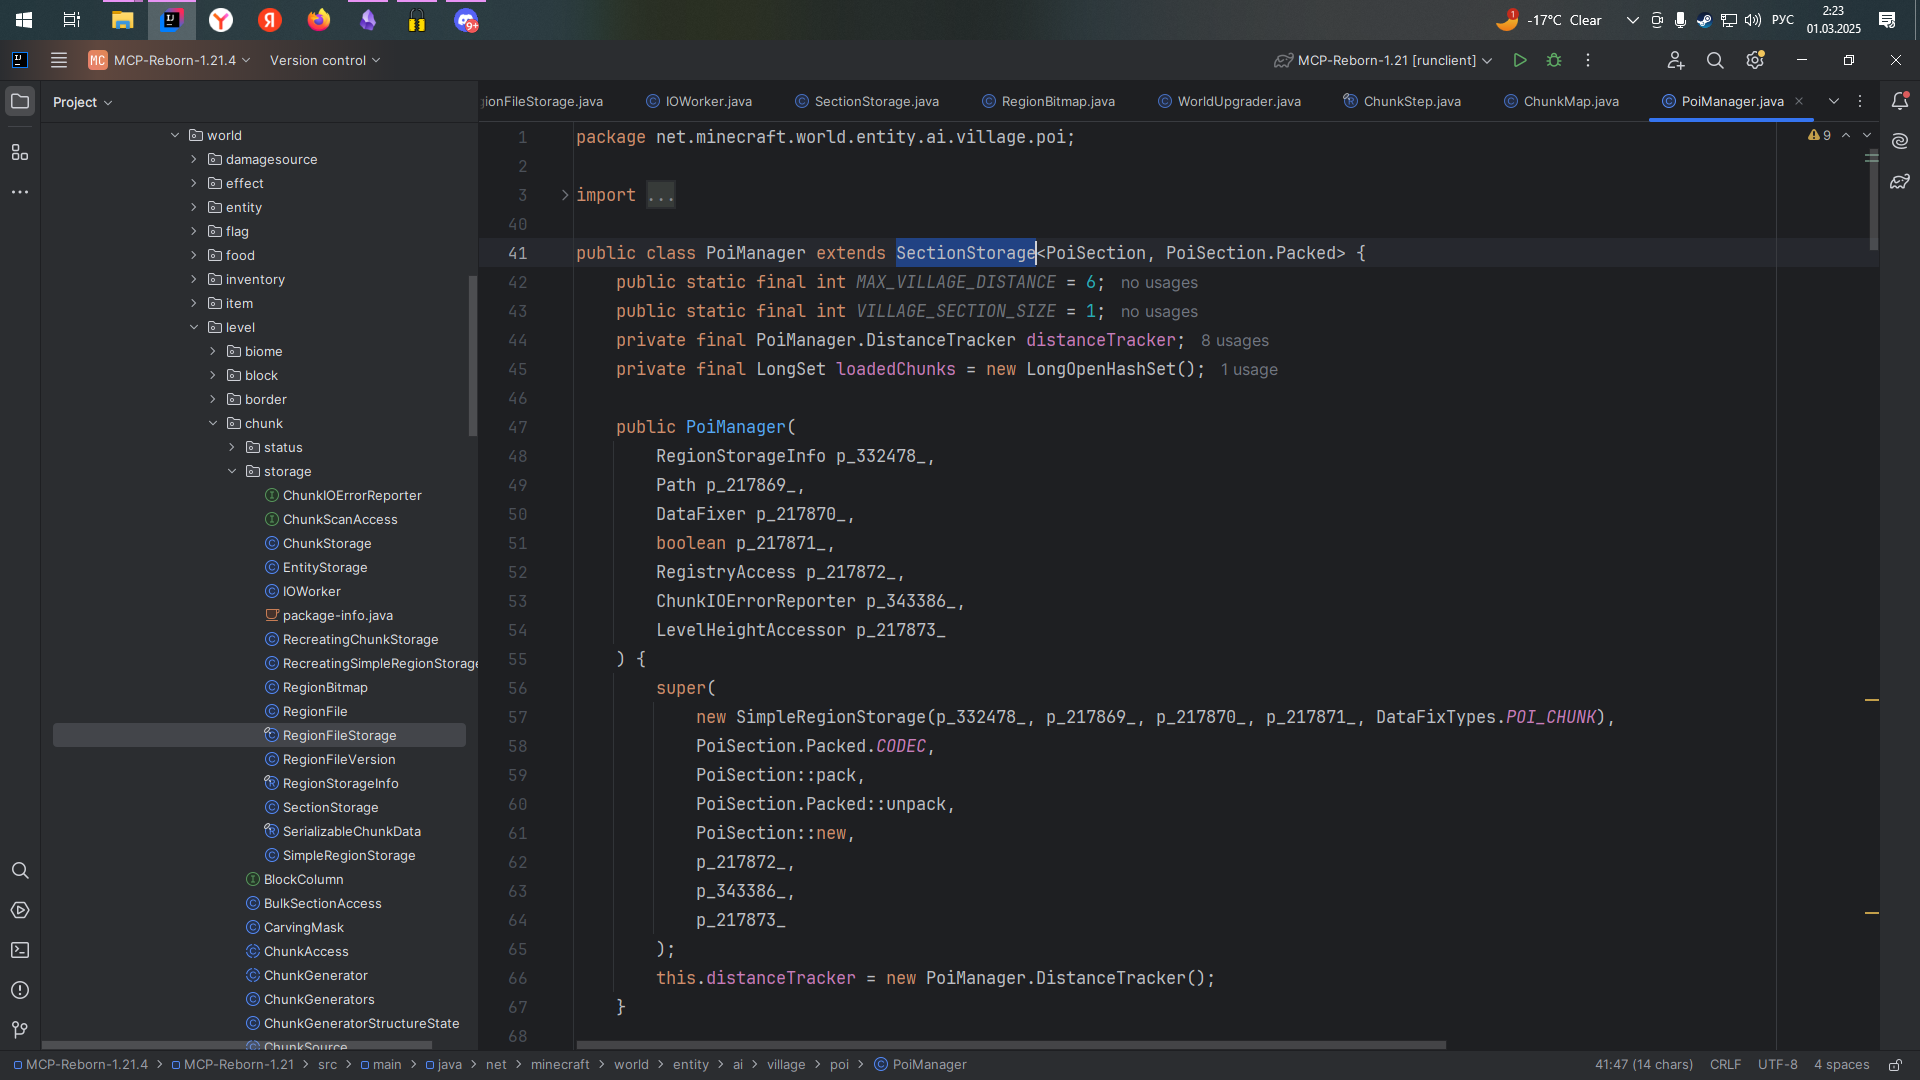 -17°C Clear
РУС
2:23
01.03.2025
1
9+
MC MCP-Reborn-1.21.4
Version control
MCP-Reborn-1.21 [runclient]
Project
gionFileStorage.java
IOWorker.java
SectionStorage.java
RegionBitmap.java
WorldUpgrader.java
ChunkStep.java
ChunkMap.java
PoiManager.java
world
damagesource
effect
entity
flag
food
inventory
item
level
biome
block
border
chunk
status
storage
ChunkIOErrorReporter
ChunkScanAccess
ChunkStorage
EntityStorage
IOWorker
package-info.java
RecreatingChunkStorage
RecreatingSimpleRegionStorage
RegionBitmap
RegionFile
RegionFileStorage
RegionFileVersion
RegionStorageInfo
SectionStorage
SerializableChunkData
SimpleRegionStorage
BlockColumn
BulkSectionAccess
CarvingMask
ChunkAccess
ChunkGenerator
ChunkGenerators
ChunkGeneratorStructureState
ChunkSource
9
1 package net.minecraft.world.entity.ai.village.poi;
2
3 import ...
40
41 public class PoiManager extends SectionStorage<PoiSection, PoiSection.Packed> {
42 public static final int MAX_VILLAGE_DISTANCE = 6; no usages
43 public static final int VILLAGE_SECTION_SIZE = 1; no usages
44 private final PoiManager.DistanceTracker distanceTracker; 8 usages
45 private final LongSet loadedChunks = new LongOpenHashSet(); 1 usage
46
47 public PoiManager(
48 RegionStorageInfo p_332478_,
49 Path p_217869_,
50 DataFixer p_217870_,
51 boolean p_217871_,
52 RegistryAccess p_217872_,
53 ChunkIOErrorReporter p_343386_,
54 LevelHeightAccessor p_217873_
55 ) {
56 super(
57 new SimpleRegionStorage(p_332478_, p_217869_, p_217870_, p_217871_, DataFixTypes.POI_CHUNK),
58 PoiSection.Packed.CODEC,
59 PoiSection::pack,
60 PoiSection.Packed::unpack,
61 PoiSection::new,
62 p_217872_,
63 p_343386_,
64 p_217873_
65 );
66 this.distanceTracker = new PoiManager.DistanceTracker();
67 }
68
MCP-Reborn-1.21.4 > MCP-Reborn-1.21 > src > main > java > net > minecraft > world > entity > ai > village > poi > PoiManager
41:47 (14 chars)
CRLF
UTF-8
4 spaces